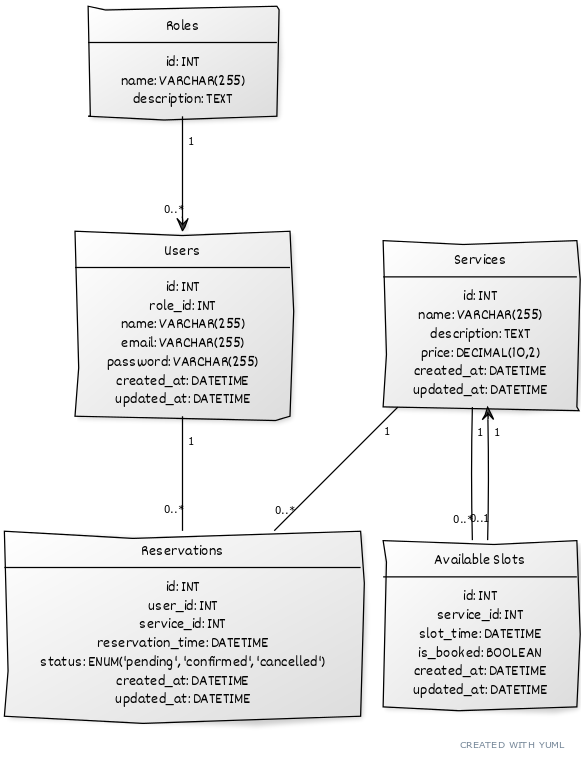 Roles
id: INT
name: VARCHAR(255)
description: TEXT
1
0..*
Users
id: INT
role_id: INT
name: VARCHAR(255)
email: VARCHAR(255)
password: VARCHAR(255)
created_at: DATETIME
updated_at: DATETIME
Services
id: INT
name: VARCHAR(255)
description: TEXT
price: DECIMAL(10,2)
created_at: DATETIME
updated_at: DATETIME
1
0..*
1
0..*
1
1
0..*
0..1
Reservations
id: INT
user_id: INT
service_id: INT
reservation_time: DATETIME
status: ENUM('pending', 'confirmed', 'cancelled')
created_at: DATETIME
updated_at: DATETIME
Available Slots
id: INT
service_id: INT
slot_time: DATETIME
is_booked: BOOLEAN
created_at: DATETIME
updated_at: DATETIME
CREATED WITH YUML